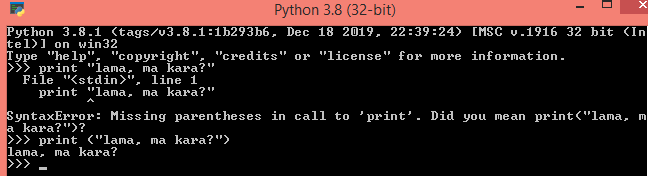 Python 3.8 (32-bit)
Python 3.8.1 (tags/v3.8.1:1b293b6, Dec 18 2019, 22:39:24) [MSC v.1916 32 bit (In
tel)] on win32
Type "help", "copyright", "credits" or "license" for more information.
>>> print "lama, ma kara?"
  File "<stdin>", line 1
    print "lama, ma kara?"
          ^
SyntaxError: Missing parentheses in call to 'print'. Did you mean print("lama, m
a kara?")?
>>> print ("lama, ma kara?")
lama, ma kara?
>>> _